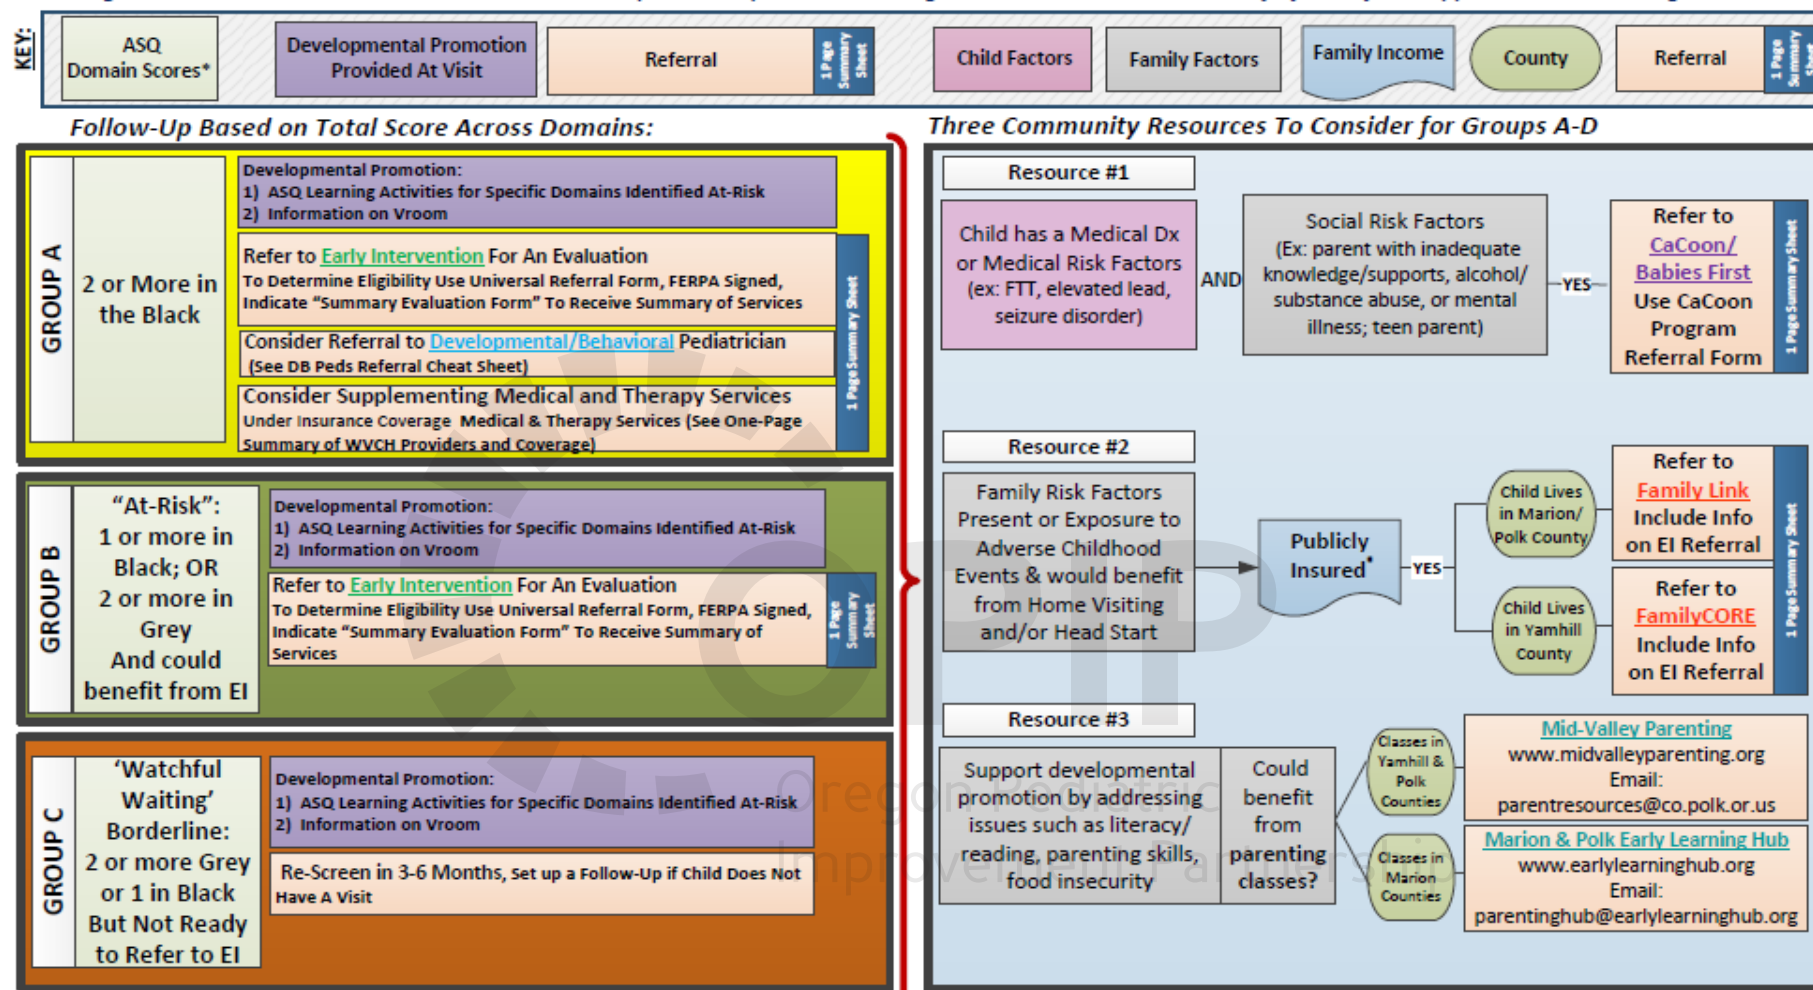 KEY:
ASQ
Domain Scores*
Developmental Promotion
Provided At Visit
Referral
1 Page
Summary
Sheet
Child Factors
Family Factors
Family Income
County
Referral
1 Page
Summary
Sheet
Follow-Up Based on Total Score Across Domains:
GROUP A
2 or More in
the Black
Developmental Promotion:
1) ASQ Learning Activities for Specific Domains Identified At-Risk
2) Information on Vroom
Refer to Early Intervention For An Evaluation
To Determine Eligibility Use Universal Referral Form, FERPA Signed,
Indicate “Summary Evaluation Form” To Receive Summary of Services
Consider Referral to Developmental/Behavioral Pediatrician
(See DB Peds Referral Cheat Sheet)
Consider Supplementing Medical and Therapy Services
Under Insurance Coverage Medical & Therapy Services (See One-Page
Summary of WVCH Providers and Coverage)
1 Page Summary Sheet
GROUP B
“At-Risk”:
1 or more in
Black; OR
2 or more in
Grey
And could
benefit from EI
Developmental Promotion:
1) ASQ Learning Activities for Specific Domains Identified At-Risk
2) Information on Vroom
Refer to Early Intervention For An Evaluation
To Determine Eligibility Use Universal Referral Form, FERPA Signed,
Indicate “Summary Evaluation Form” To Receive Summary of
Services
1 Page
Summary
Sheet
GROUP C
‘Watchful
Waiting’
Borderline:
2 or more Grey
or 1 in Black
But Not Ready
to Refer to EI
Developmental Promotion:
1) ASQ Learning Activities for Specific Domains Identified At-Risk
2) Information on Vroom
Re-Screen in 3-6 Months, Set up a Follow-Up if Child Does Not
Have A Visit
Three Community Resources To Consider for Groups A-D
Resource #1
Child has a Medical Dx
or Medical Risk Factors
(ex: FTT, elevated lead,
seizure disorder)
AND
Social Risk Factors
(Ex: parent with inadequate
knowledge/supports, alcohol/
substance abuse, or mental
illness; teen parent)
YES
Refer to
CaCoon/
Babies First
Use CaCoon
Program
Referral Form
1 Page Summary Sheet
Resource #2
Family Risk Factors
Present or Exposure to
Adverse Childhood
Events & would benefit
from Home Visiting
and/or Head Start
Publicly
Insured*
YES
Child Lives
in Marion/
Polk County
Refer to
Family Link
Include Info
on EI Referral
Child Lives
in Yamhill
County
Refer to
FamilyCORE
Include Info
on EI Referral
1 Page Summary Sheet
Resource #3
Support developmental
promotion by addressing
issues such as literacy/
reading, parenting skills,
food insecurity
Could
benefit
from
parenting
classes?
Classes in
Yamhill &
Polk
Counties
Mid-Valley Parenting
www.midvalleyparenting.org
Email:
parentresources@co.polk.or.us
Classes in
Marion
Counties
Marion & Polk Early Learning Hub
www.earlylearninghub.org
Email:
parentinghub@earlylearninghub.org
OPIP
Oregon Pediatric
Improvement Partnership